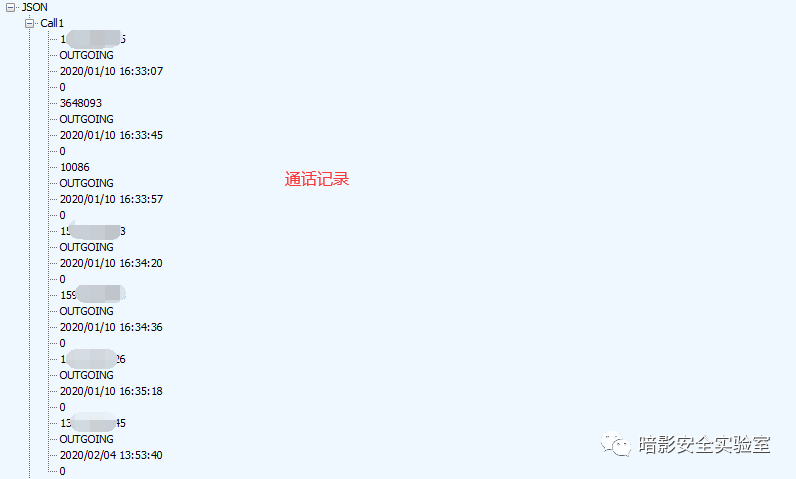 JSON
Call1
OUTGOING
2020/01/10 16:33:07
0
3648093
OUTGOING
2020/01/10 16:33:45
0
10086
OUTGOING
2020/01/10 16:33:57
0
OUTGOING
2020/01/10 16:34:20
0
OUTGOING
2020/01/10 16:34:36
0
OUTGOING
2020/01/10 16:35:18
0
OUTGOING
2020/02/04 13:53:40
0
通话记录
暗影安全实验室